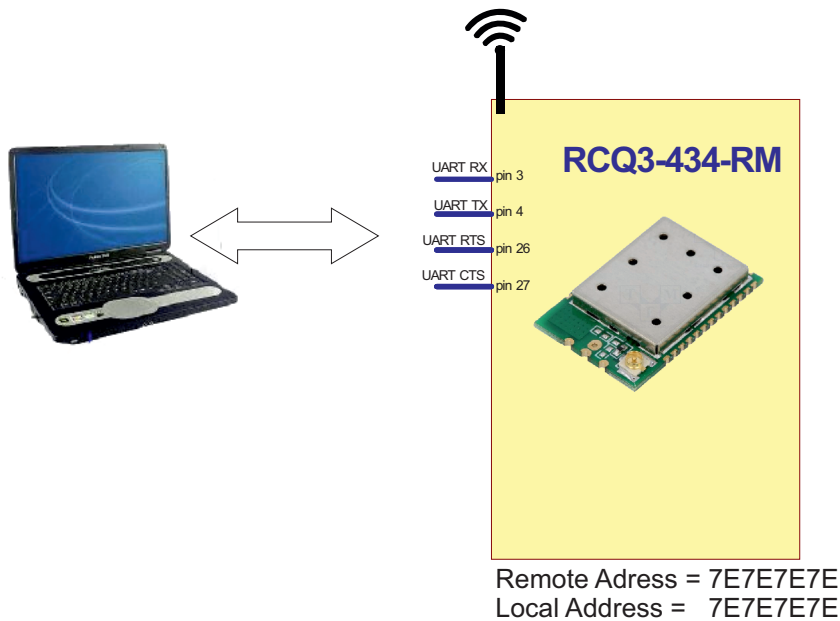 RCQ3-434-RM
UART RX pin 3
UART TX pin 4
UART RTS pin 26
UART CTS pin 27
Remote Adress = 7E7E7E7E
Local Address = 7E7E7E7E